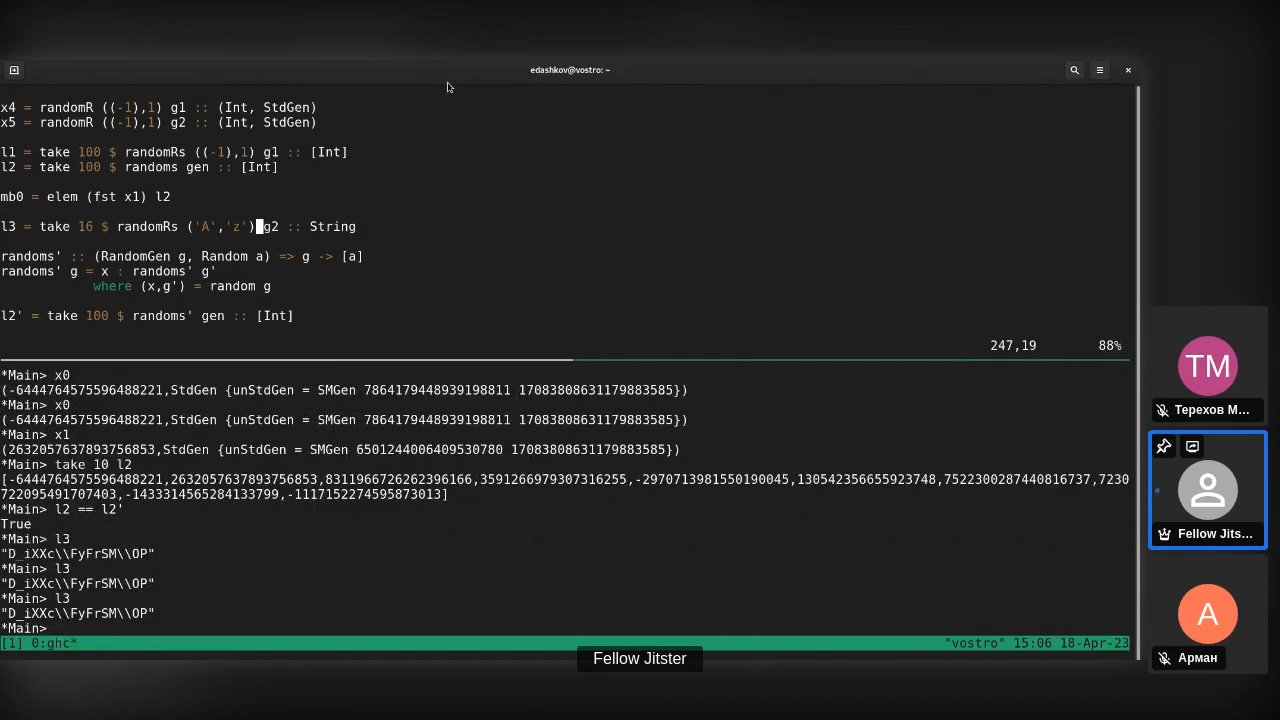 edashkov@vostro: ~
x4 = randomR ((-1),1) g1 :: (Int, StdGen)
x5 = randomR ((-1),1) g2 :: (Int, StdGen)
l1 = take 100 $ randomRs ((-1),1) g1 :: [Int]
l2 = take 100 $ randoms gen :: [Int]
mb0 = elem (fst x1) l2
l3 = take 16 $ randomRs ('A','z') g2 :: String
randoms' :: (RandomGen g, Random a) => g -> [a]
randoms' g = x : randoms' g'
where (x,g') = random g
l2' = take 100 $ randoms' gen :: [Int]
247,19 88%
*Main> x0
(-6444764575596488221,StdGen {unStdGen = SMGen 7864179448939198811 17083808631179883585})
*Main> x0
(-6444764575596488221,StdGen {unStdGen = SMGen 7864179448939198811 17083808631179883585})
*Main> x1
(2632057637893756853,StdGen {unStdGen = SMGen 6501244006409530780 17083808631179883585})
*Main> take 10 l2
[-6444764575596488221,2632057637893756853,8311966726262396166,3591266979307316255,-2970713981550190045,130542356655923748,7522300287440816737,7230
722095491707403,-1433314565284133799,-1117152274595873013]
*Main> l2 == l2'
True
*Main> l3
"D_iXXc\\FyFrSM\\OP"
*Main> l3
"D_iXXc\\FyFrSM\\OP"
*Main> l3
"D_iXXc\\FyFrSM\\OP"
*Main>
[1] 0:ghc* "vostro" 15:06 18-Apr-23
Fellow Jitster
TM
Терехов М...
Fellow Jits...
A
Арман